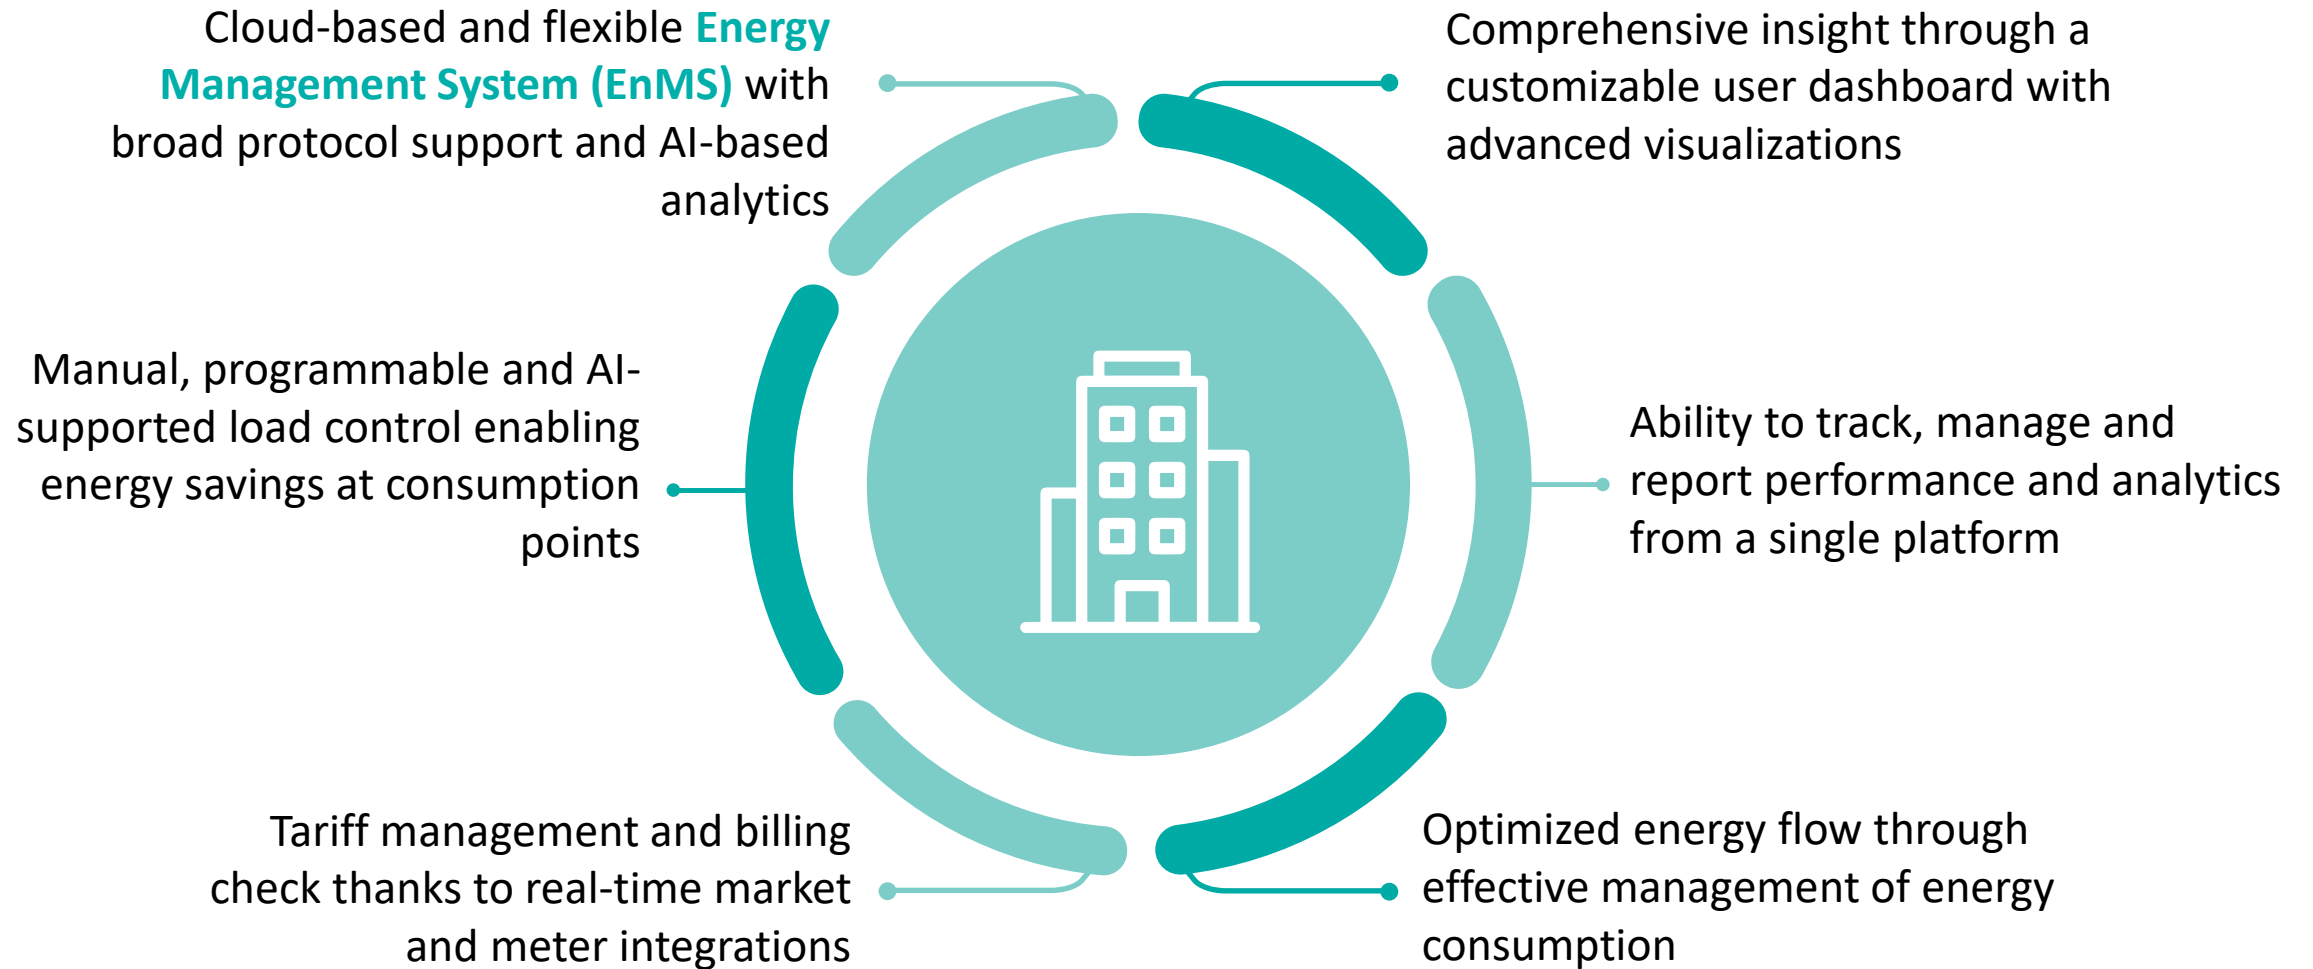 Cloud-based and flexible Energy
Management System (EnMS) with
broad protocol support and AI-based
analytics
Comprehensive insight through a
customizable user dashboard with
advanced visualizations
Manual, programmable and AI-
supported load control enabling
energy savings at consumption
points
Ability to track, manage and
report performance and analytics
from a single platform
Tariff management and billing
check thanks to real-time market
and meter integrations
Optimized energy flow through
effective management of energy
consumption